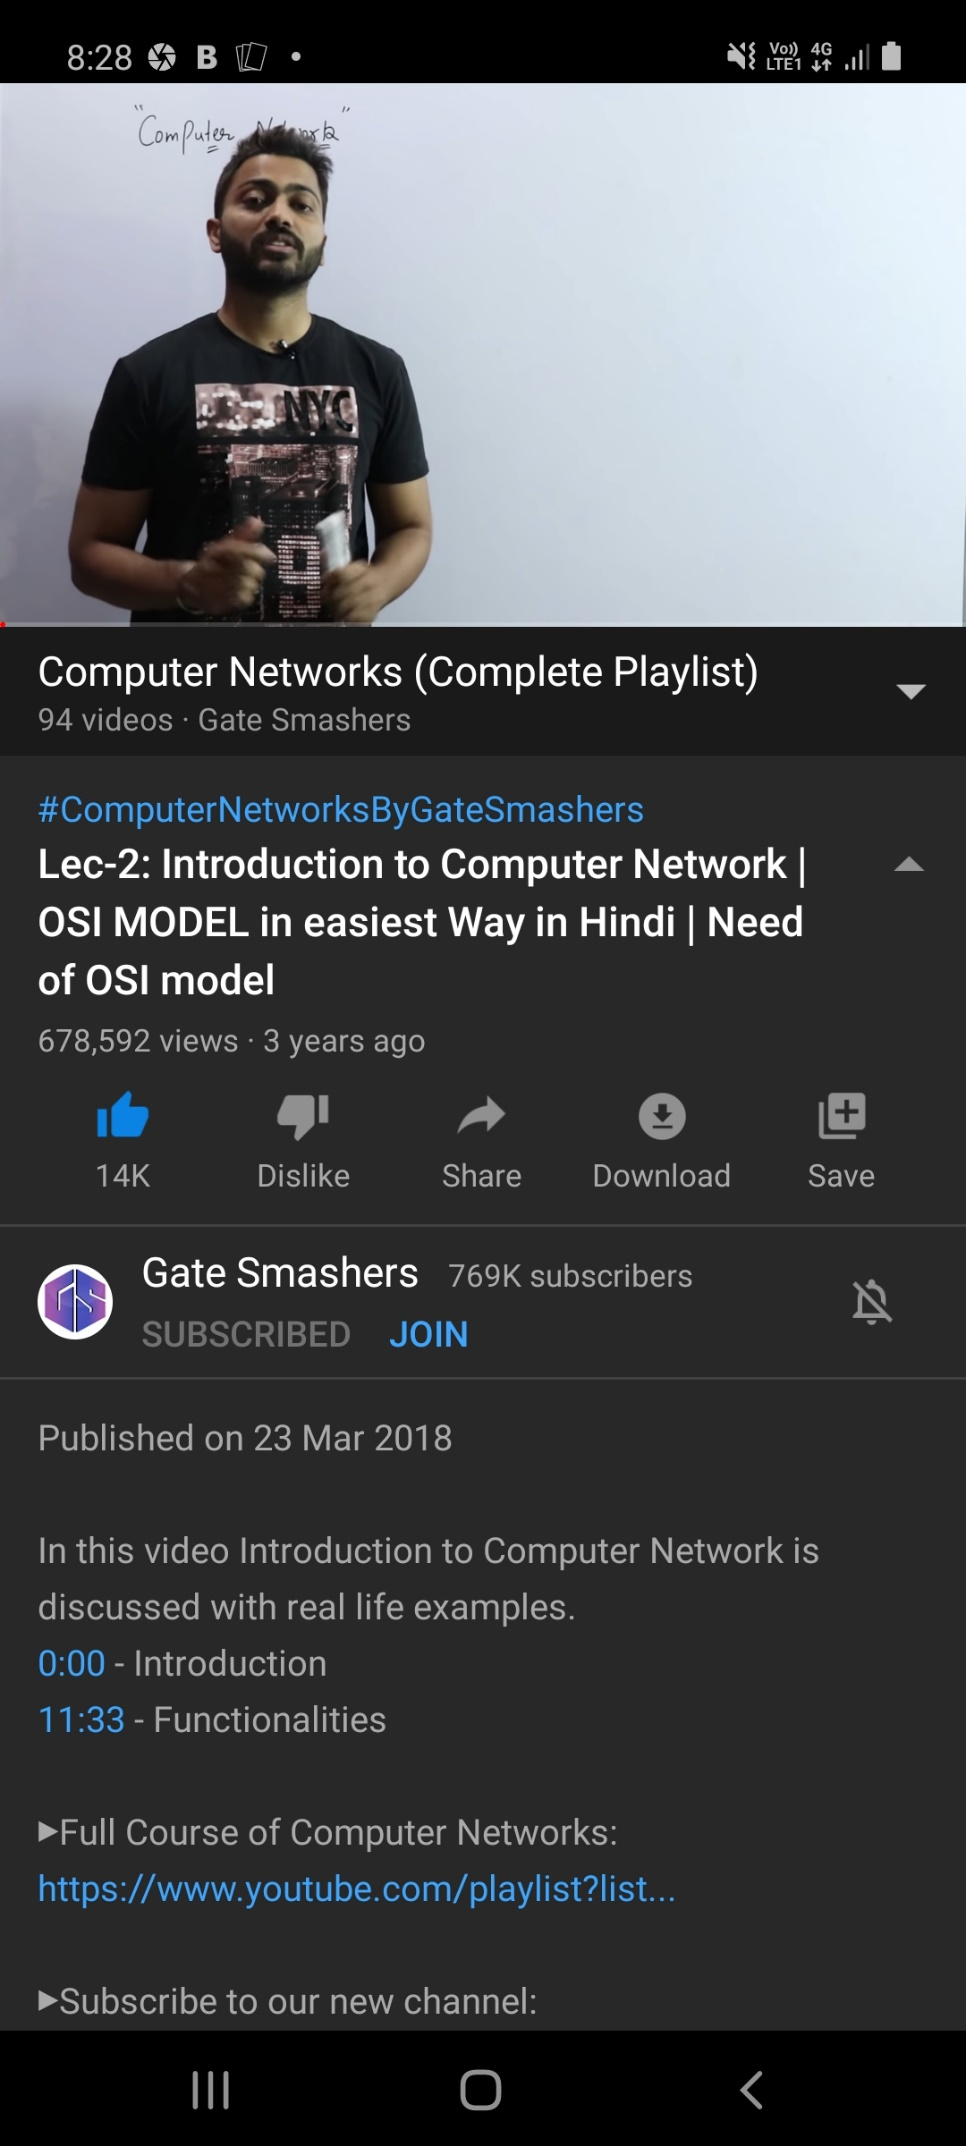 8:28 B
Vo)) LTE1 4G
"Computer
NYC
Computer Networks (Complete Playlist)
94 videos · Gate Smashers
#ComputerNetworksByGateSmashers
Lec-2: Introduction to Computer Network |
OSI MODEL in easiest Way in Hindi | Need
of OSI model
678,592 views · 3 years ago
14K Dislike Share Download Save
GS
Gate Smashers 769K subscribers
SUBSCRIBED JOIN
Published on 23 Mar 2018
In this video Introduction to Computer Network is
discussed with real life examples.
0:00 - Introduction
11:33 - Functionalities
►Full Course of Computer Networks:
https://www.youtube.com/playlist?list...
►Subscribe to our new channel: